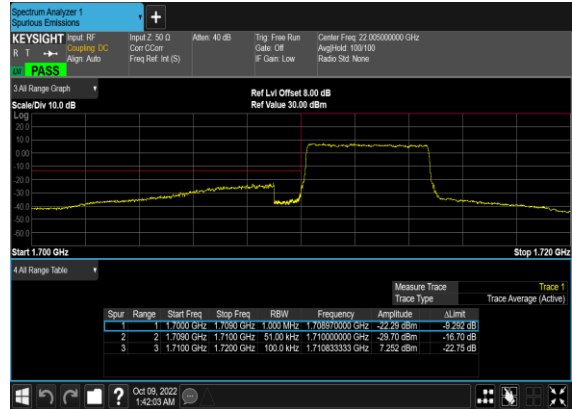 Spectrum Analyzer 1
Spurious Emissions
+
KEYSIGHT Input: RF Input Z: 50 Ω Atten: 40 dB Trig: Free Run Center Freq: 22.005000000 GHz
R T Coupling: DC Corr CCorr Gate: Off Avg|Hold: 100/100
Align: Auto Freq Ref: Int (S) IF Gain: Low Radio Std: None
LXI PASS
3 All Range Graph
Ref Lvl Offset 8.00 dB
Scale/Div 10.0 dB Ref Value 30.00 dBm
Log
20.0
10.0
0.00
-10.0
-20.0
-30.0
-40.0
-50.0
-60.0
Start 1.700 GHz Stop 1.720 GHz
4 All Range Table
Measure Trace Trace 1
Trace Type Trace Average (Active)
Spur Range Start Freq Stop Freq RBW Frequency Amplitude ΔLimit
1 1 1.7000 GHz 1.7090 GHz 1.000 MHz 1.708970000 GHz -22.29 dBm -9.292 dB
2 2 1.7090 GHz 1.7100 GHz 51.00 kHz 1.710000000 GHz -29.70 dBm -16.70 dB
3 3 1.7100 GHz 1.7200 GHz 100.0 kHz 1.710833333 GHz 7.252 dBm -22.75 dB
? Oct 09, 2022
1:42:03 AM